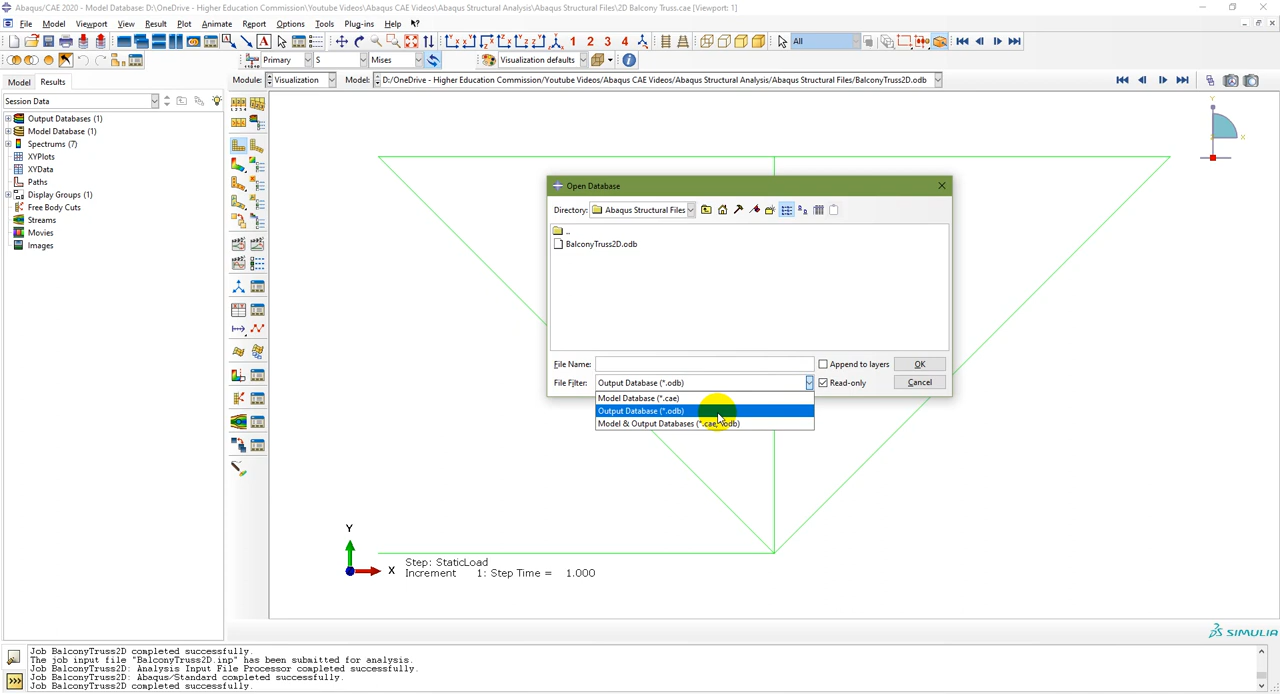 Abaqus/CAE 2020 - Model Database: D:\OneDrive - Higher Education Commission\Youtube Videos\Abaqus CAE Videos\Abaqus Structural Analysis\Abaqus Structural Files\2D Balcony Truss.cae [Viewport: 1]
File Model Viewport View Result Plot Animate Report Options Tools Plug-ins Help
1 2 3 4 All
Primary S Mises Visualization defaults
Model Results Module: Visualization Model: D:/OneDrive - Higher Education Commission/Youtube Videos/Abaqus CAE Videos/Abaqus Structural Analysis/Abaqus Structural Files/BalconyTruss2D.odb
Session Data
Output Databases (1)
Model Database (1)
Spectrums (7)
XYPlots
XYData
Paths
Display Groups (1)
Free Body Cuts
Streams
Movies
Images
Y
X
Open Database
Directory: Abaqus Structural Files
..
BalconyTruss2D.odb
File Name: Append to layers OK
File Filter: Output Database (*.odb) Read-only Cancel
Model Database (*.cae)
Output Database (*.odb)
Model & Output Databases (*.cae,*.odb)
Y
X
Step: StaticLoad
Increment 1: Step Time = 1.000
SIMULIA
Job BalconyTruss2D completed successfully.
The job input file "BalconyTruss2D.inp" has been submitted for analysis.
Job BalconyTruss2D: Analysis Input File Processor completed successfully.
Job BalconyTruss2D: Abaqus/Standard completed successfully.
Job BalconyTruss2D completed successfully.